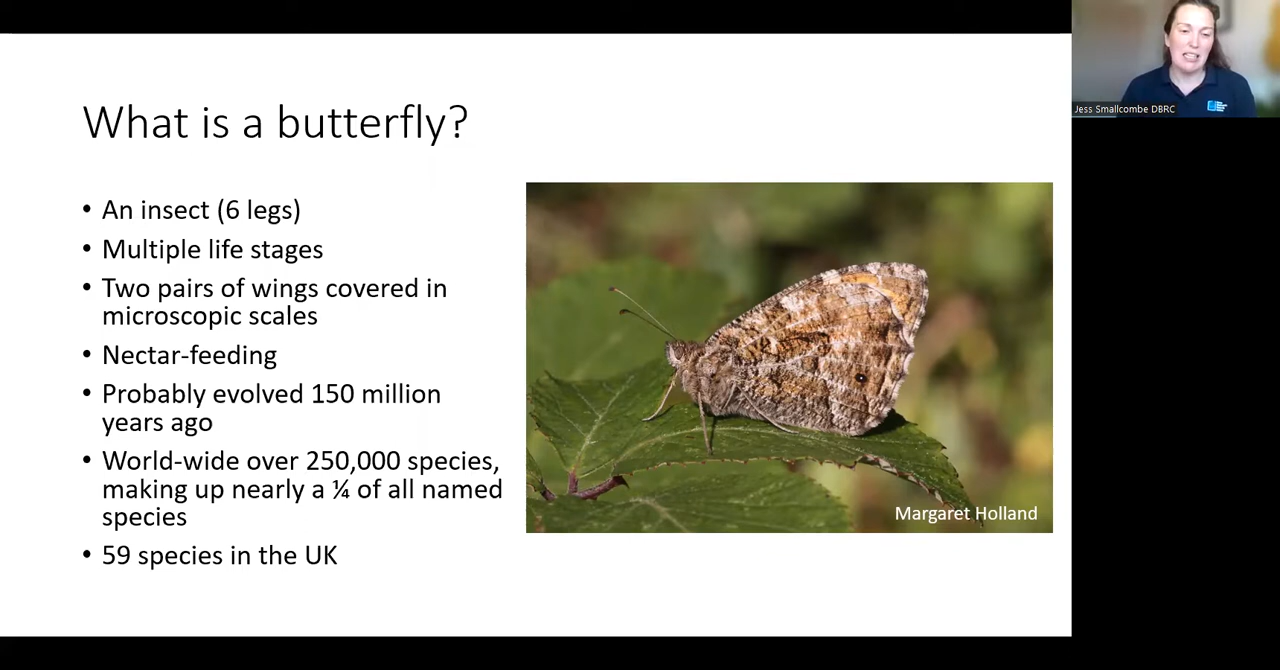 What is a butterfly?
• An insect (6 legs)
• Multiple life stages
• Two pairs of wings covered in
microscopic scales
• Nectar-feeding
• Probably evolved 150 million
years ago
• World-wide over 250,000 species,
making up nearly a ¼ of all named
species
• 59 species in the UK
Margaret Holland
Jess Smallcombe DBRC